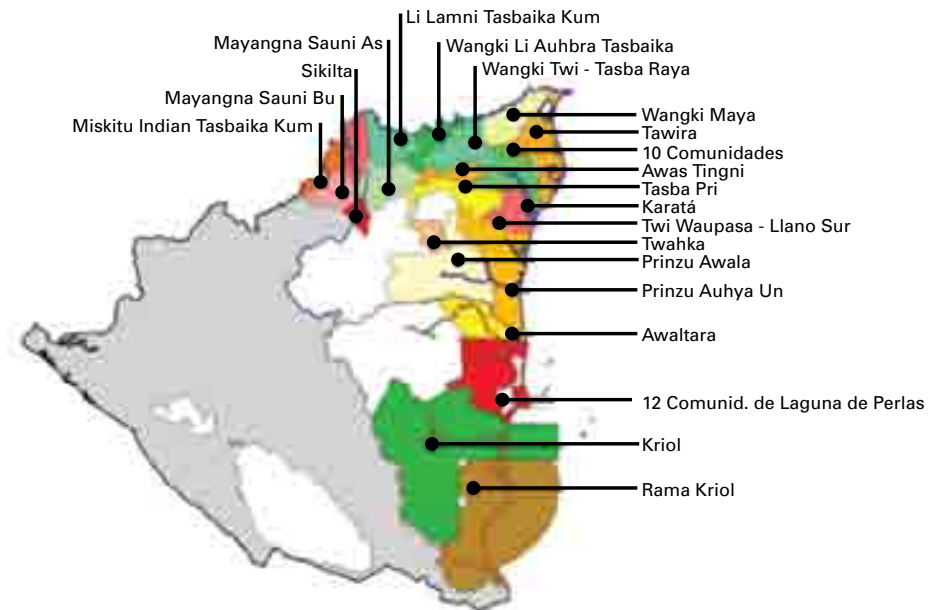 Li Lamni Tasbaika Kum
Mayangna Sauni As
Wangki Li Auhbra Tasbaika
Sikilta
Wangki Twi - Tasba Raya
Mayangna Sauni Bu
Miskitu Indian Tasbaika Kum
Wangki Maya
Tawira
10 Comunidades
Awas Tingni
Tasba Pri
Karatá
Twi Waupasa - Llano Sur
Twahka
Prinzu Awala
Prinzu Auhya Un
Awaltara
12 Comunid. de Laguna de Perlas
Kriol
Rama Kriol